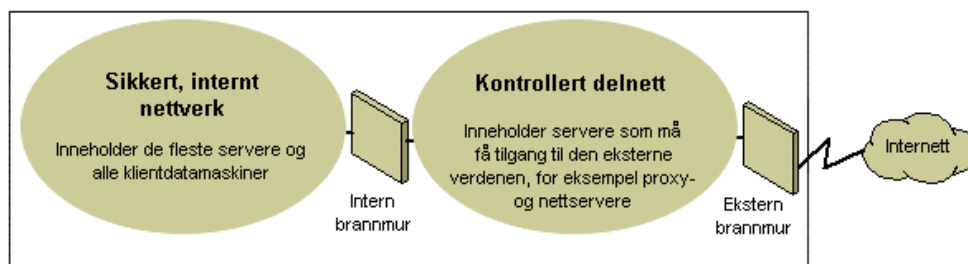 Sikkert, internt
nettverk
Inneholder de fleste servere og
alle klientdatamaskiner
Intern
brannmur
Kontrollert delnett
Inneholder servere som må
få tilgang til den eksterne
verdenen, for eksempel proxy-
og nettservere
Ekstern
brannmur
Internett